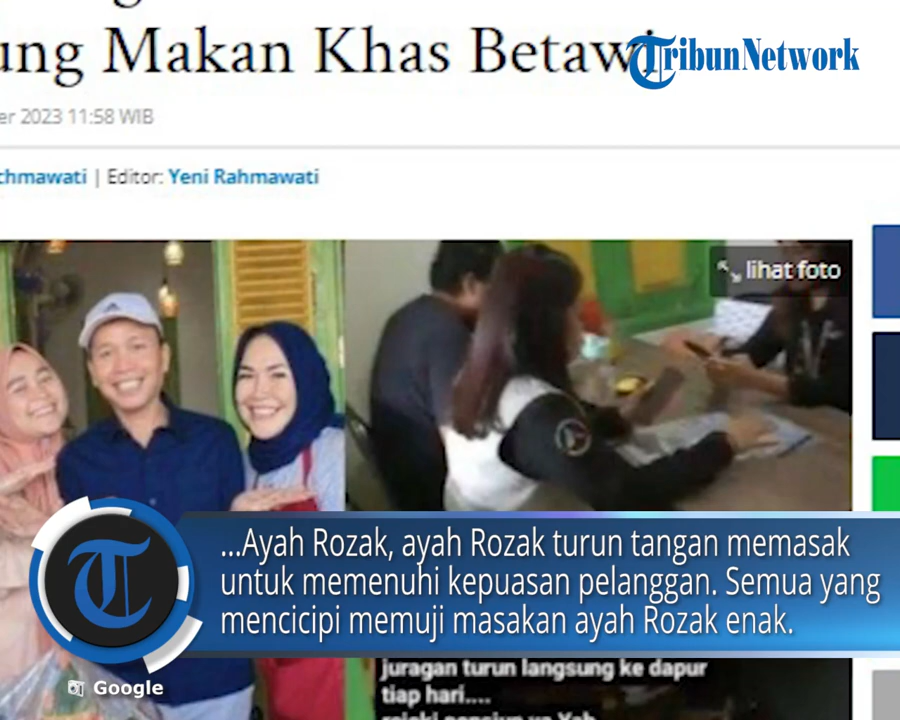 ung Makan Khas Betawi
TribunNetwork
er 2023 11:58 WIB
chmawati | Editor: Yeni Rahmawati
lihat foto
...Ayah Rozak, ayah Rozak turun tangan memasak
untuk memenuhi kepuasan pelanggan. Semua yang
mencicipi memuji masakan ayah Rozak enak.
juragan turun langsung ke dapur
tiap hari....
Google